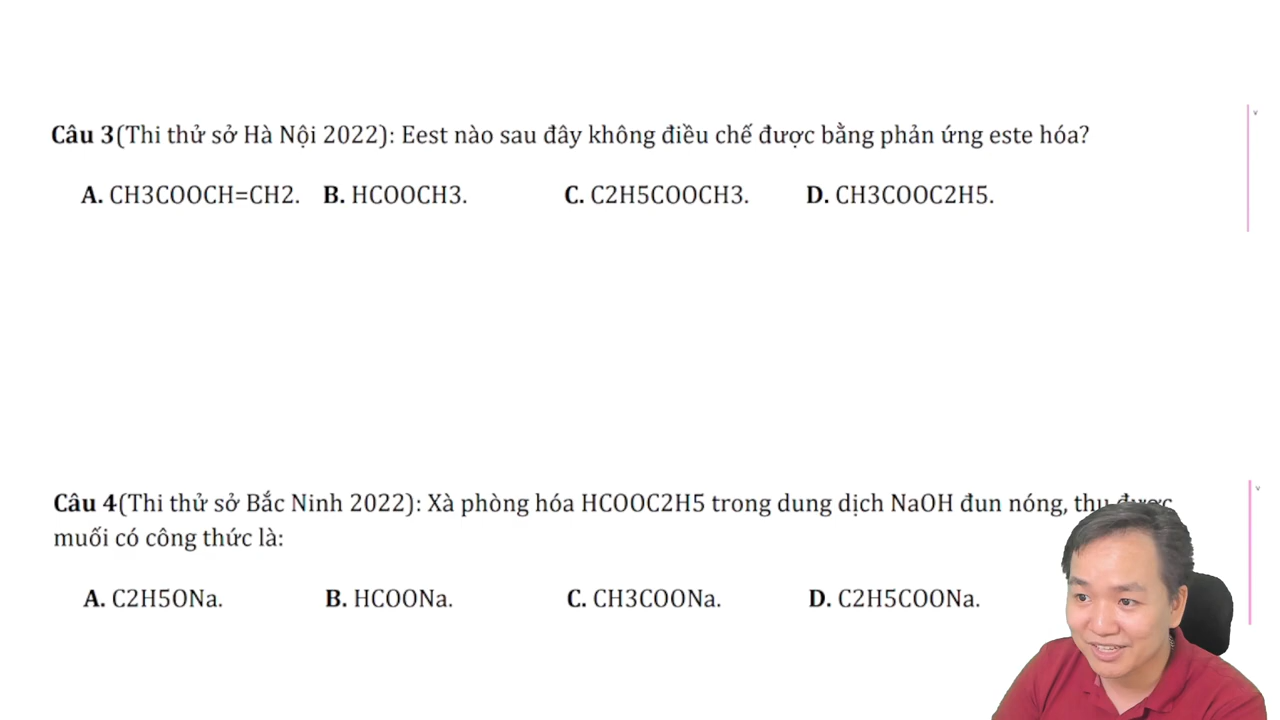 Câu 3(Thi thử sở Hà Nội 2022): Eest nào sau đây không điều chế được bằng phản ứng este hóa?
A. CH3COOCH=CH2. B. HCOOCH3. C. C2H5COOCH3. D. CH3COOC2H5.
Câu 4(Thi thử sở Bắc Ninh 2022): Xà phòng hóa HCOOC2H5 trong dung dịch NaOH đun nóng, thu được
muối có công thức là:
A. C2H5ONa. B. HCOONa. C. CH3COONa. D. C2H5COONa.